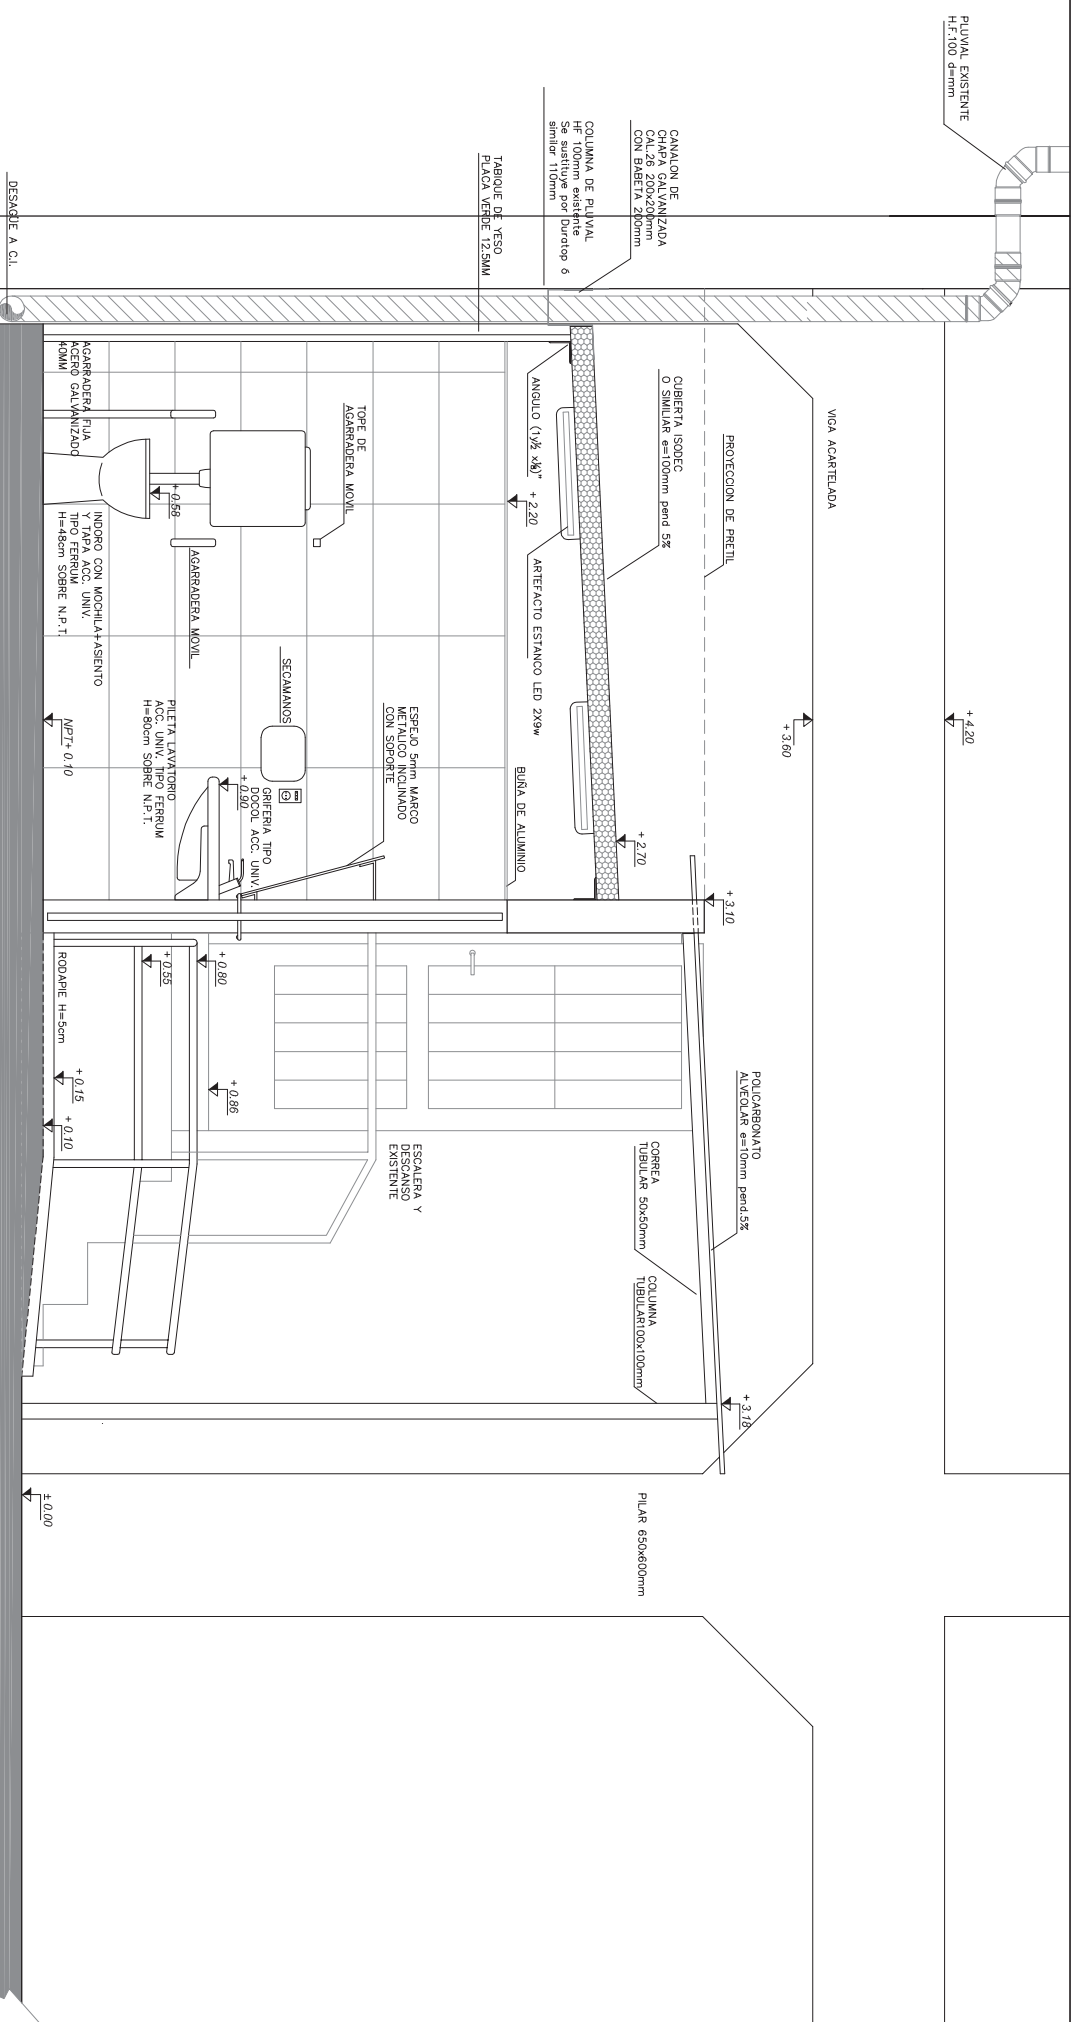 PLUVIAL EXISTENTE
H.F.100 d=mm
CANALON DE
CHAPA GALVANIZADA
CAL.26 200x200mm
CON BABETA 200mm
COLUMNA DE PLUVIAL
HF 100mm existente
Se sustituye por Duratop ó
similar 110mm
TABIQUE DE YESO
PLACA VERDE 12.5MM
DESAGÜE A C.I.
VIGA ACARTELADA
PROYECCION DE PRETIL
CUBIERTA ISODEC
O SIMILIAR e=100mm pend 5%
ANGULO (1y½ x⅛)"
+ 2.20
ARTEFACTO ESTANCO LED 2X9w
TOPE DE
AGARRADERA MOVIL
AGARRADERA FIJA
ACERO GALVANIZADO
40MM
+ 0.58
INDORO CON MOCHILA+ASIENTO
Y TAPA ACC. UNIV.
TIPO FERRUM
H=48cm SOBRE N.P.T.
AGARRADERA MOVIL
SECAMANOS
ESPEJO 5mm MARCO
METALICO INCLINADO
CON SOPORTE
PILETA LAVATORIO
ACC. UNIV. TIPO FERRUM
H=80cm SOBRE N.P.T.
NPT+ 0.10
+ 0.90
GRIFERIA TIPO
DOCOL ACC. UNIV.
BUÑA DE ALUMINIO
+ 4.20
+ 3.60
+ 2.70
+ 3.10
+ 0.80
+ 0.55
RODAPIE H=5cm
+ 0.15
+ 0.10
+ 0.86
ESCALERA Y
DESCANSO
EXISTENTE
POLICARBONATO
ALVEOLAR e=10mm pend.5%
CORREA
TUBULAR 50x50mm
COLUMNA
TUBULAR100x100mm
+ 3.18
PILAR 650x600mm
± 0.00